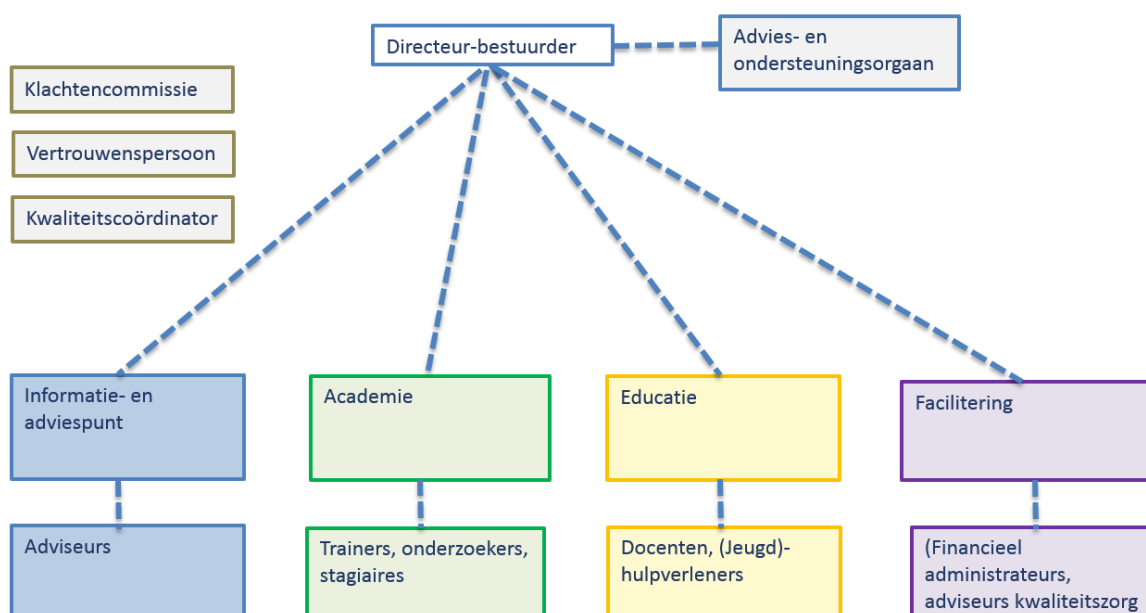 Directeur-bestuurder
Advies- en
ondersteuningsorgaan
Klachtencommissie
Vertrouwenspersoon
Kwaliteitscoördinator
Informatie- en
adviespunt
Academie
Educatie
Facilitering
Adviseurs
Trainers, onderzoekers,
stagiaires
Docenten, (Jeugd)-
hulpverleners
(Financieel
administrateurs,
adviseurs kwaliteitszorg